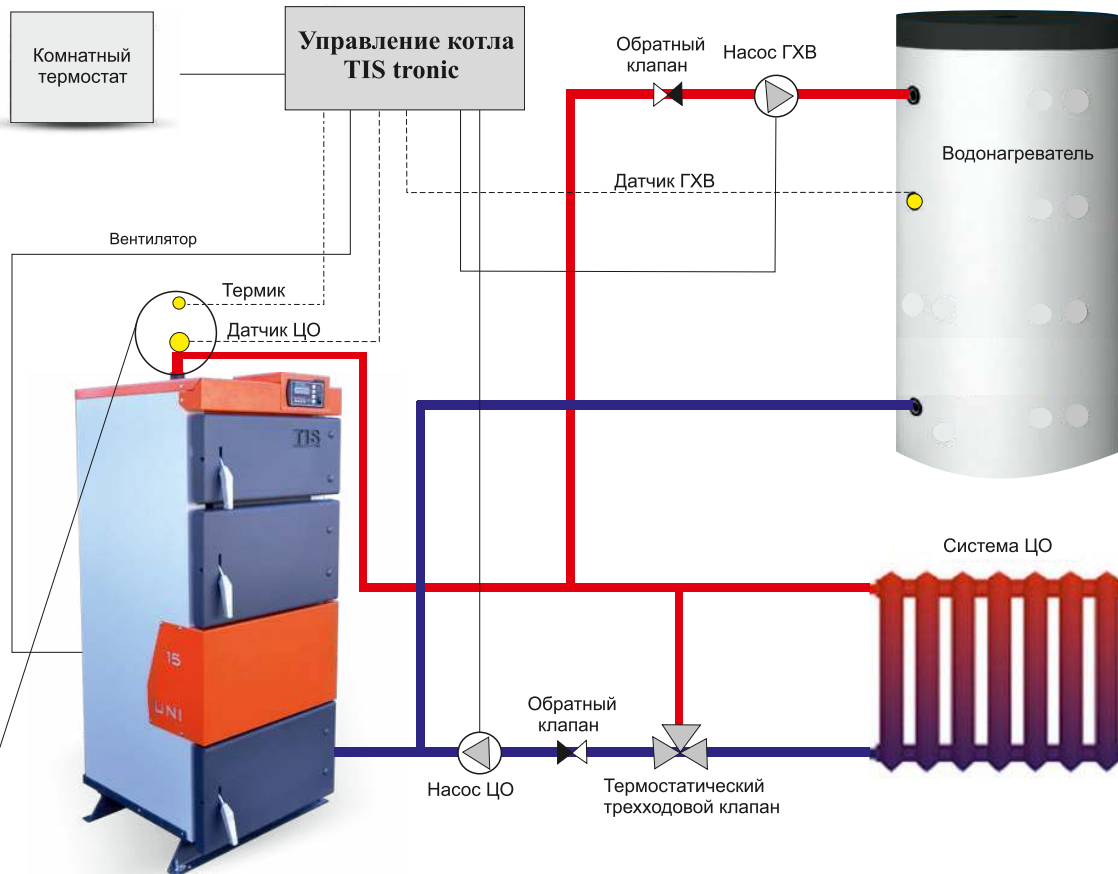 Комнатный
термостат
Управление котла
TIS tronic
Обратный
клапан
Насос ГХВ
Водонагреватель
Датчик ГХВ
Вентилятор
Термик
Датчик ЦО
TIS
Система ЦО
15
UNI
Обратный
клапан
Насос ЦО
Термостатический
трехходовой клапан